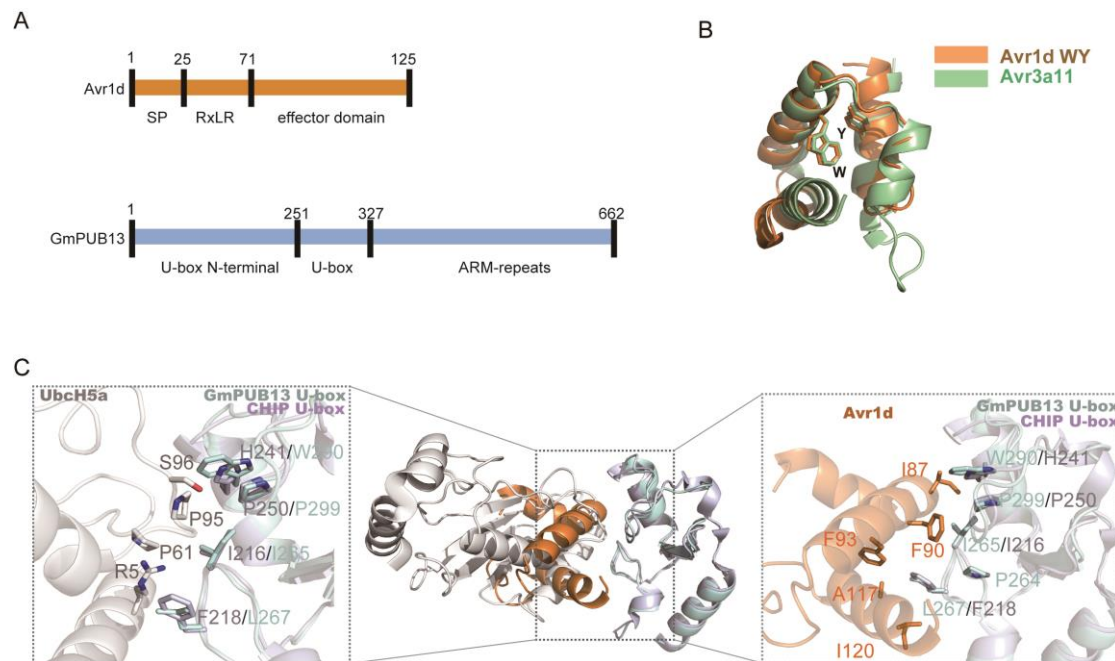 A
1 25 71 125
Avr1d
SP RxLR effector domain
1 251 327 662
GmPUB13
U-box N-terminal U-box ARM-repeats
B
Avr1d WY
Avr3a11
Y
W
C
UbcH5a
GmPUB13 U-box
CHIP U-box
H241/W290
S96
P250/P299
P95
P61
I216/I265
R5
F218/L267
Avr1d
GmPUB13 U-box
CHIP U-box
W290/H241
I87
P299/P250
F93
F90
I265/I216
P264
A117
L267/F218
I120